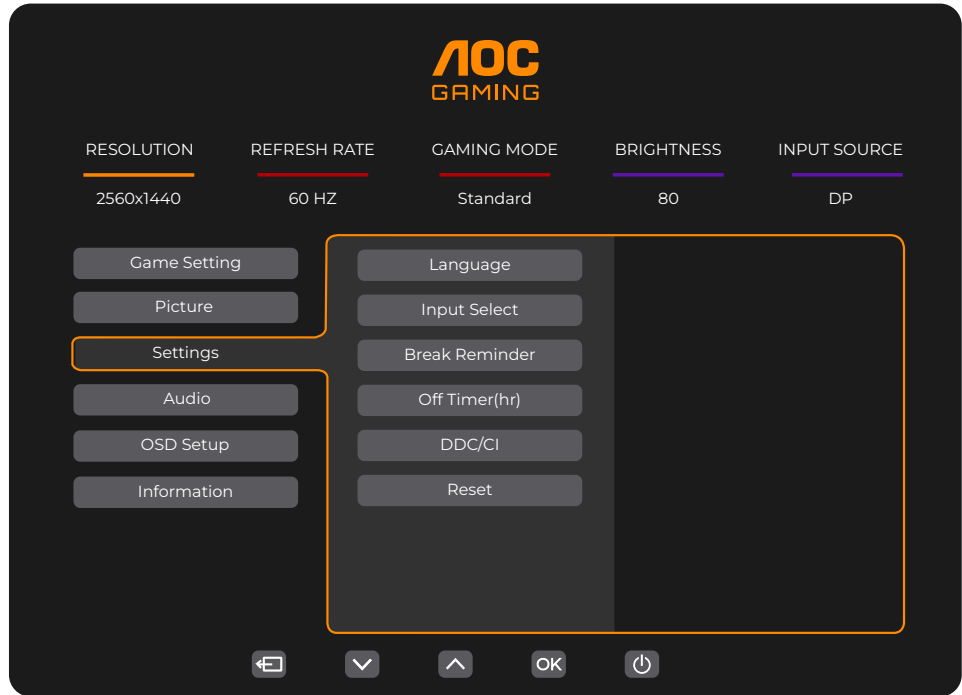 AOC
GAMING
RESOLUTION REFRESH RATE GAMING MODE BRIGHTNESS INPUT SOURCE
2560x1440 60 HZ Standard 80 DP
Game Setting
Picture
Settings
Audio
OSD Setup
Information
Language
Input Select
Break Reminder
Off Timer(hr)
DDC/CI
Reset
OK